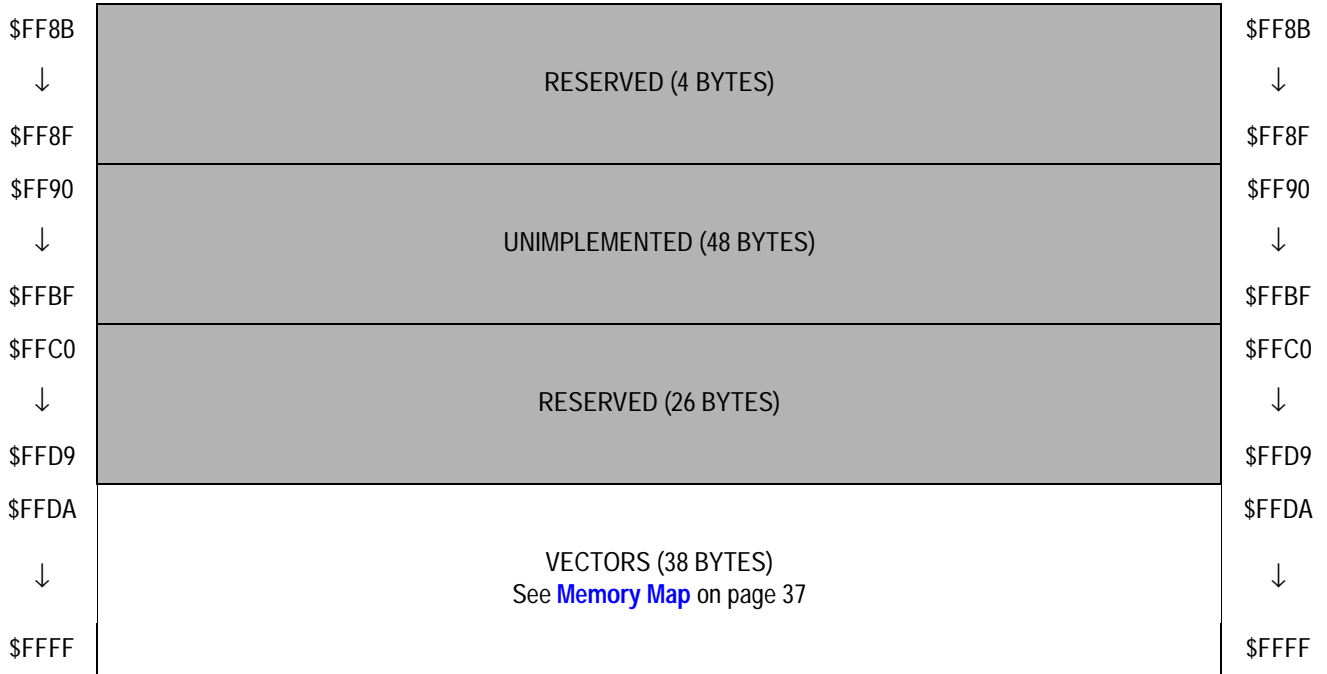 $FF8B $FF8B
↓ RESERVED (4 BYTES) ↓
$FF8F $FF8F
$FF90 $FF90
↓ UNIMPLEMENTED (48 BYTES) ↓
$FFBF $FFBF
$FFC0 $FFC0
↓ RESERVED (26 BYTES) ↓
$FFD9 $FFD9
$FFDA $FFDA
VECTORS (38 BYTES)
↓ See Memory Map on page 37 ↓
$FFFF $FFFF